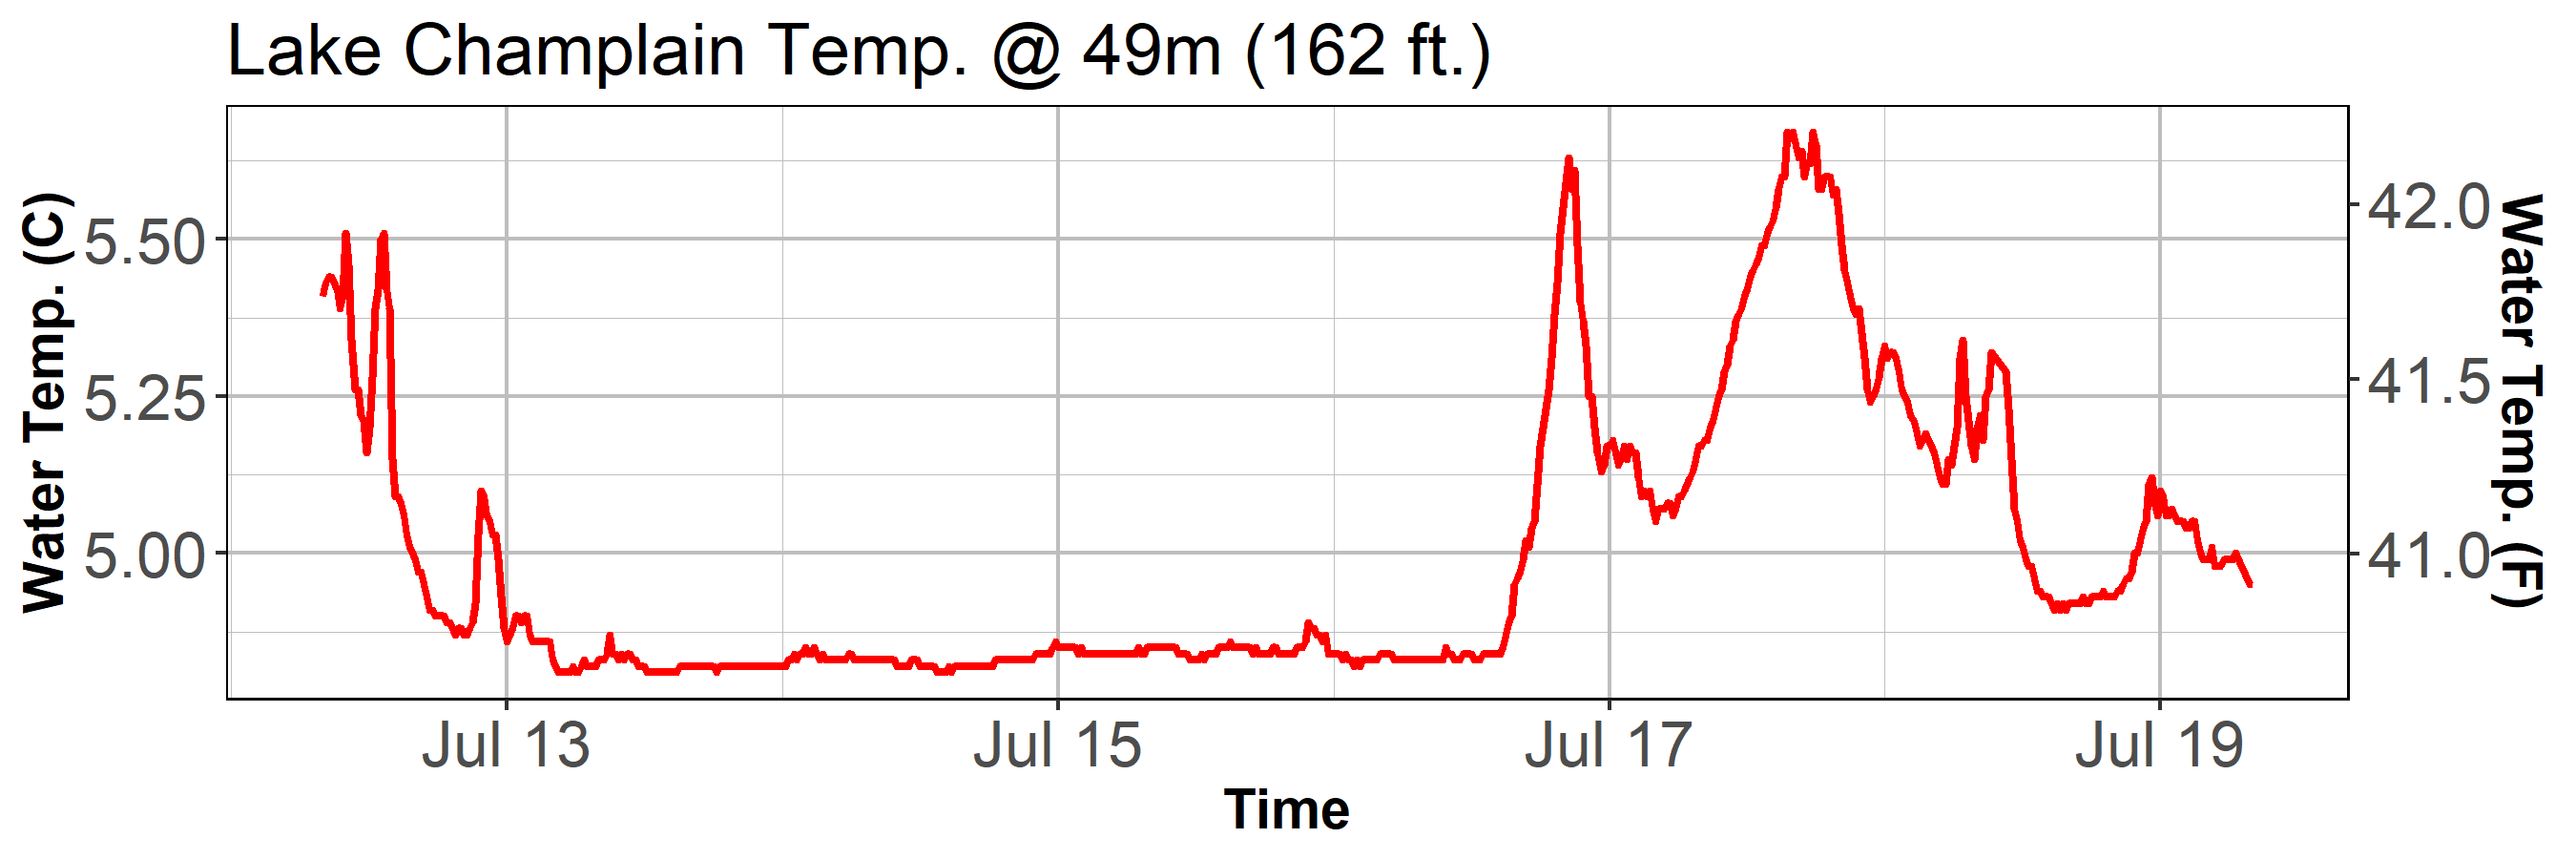 Lake Champlain Temp. @ 49m (162 ft.)
Water Temp. (C)
5.50
5.25
5.00
42.0
41.5
41.0
Water Temp. (F)
Jul 13 Jul 15 Jul 17 Jul 19
Time